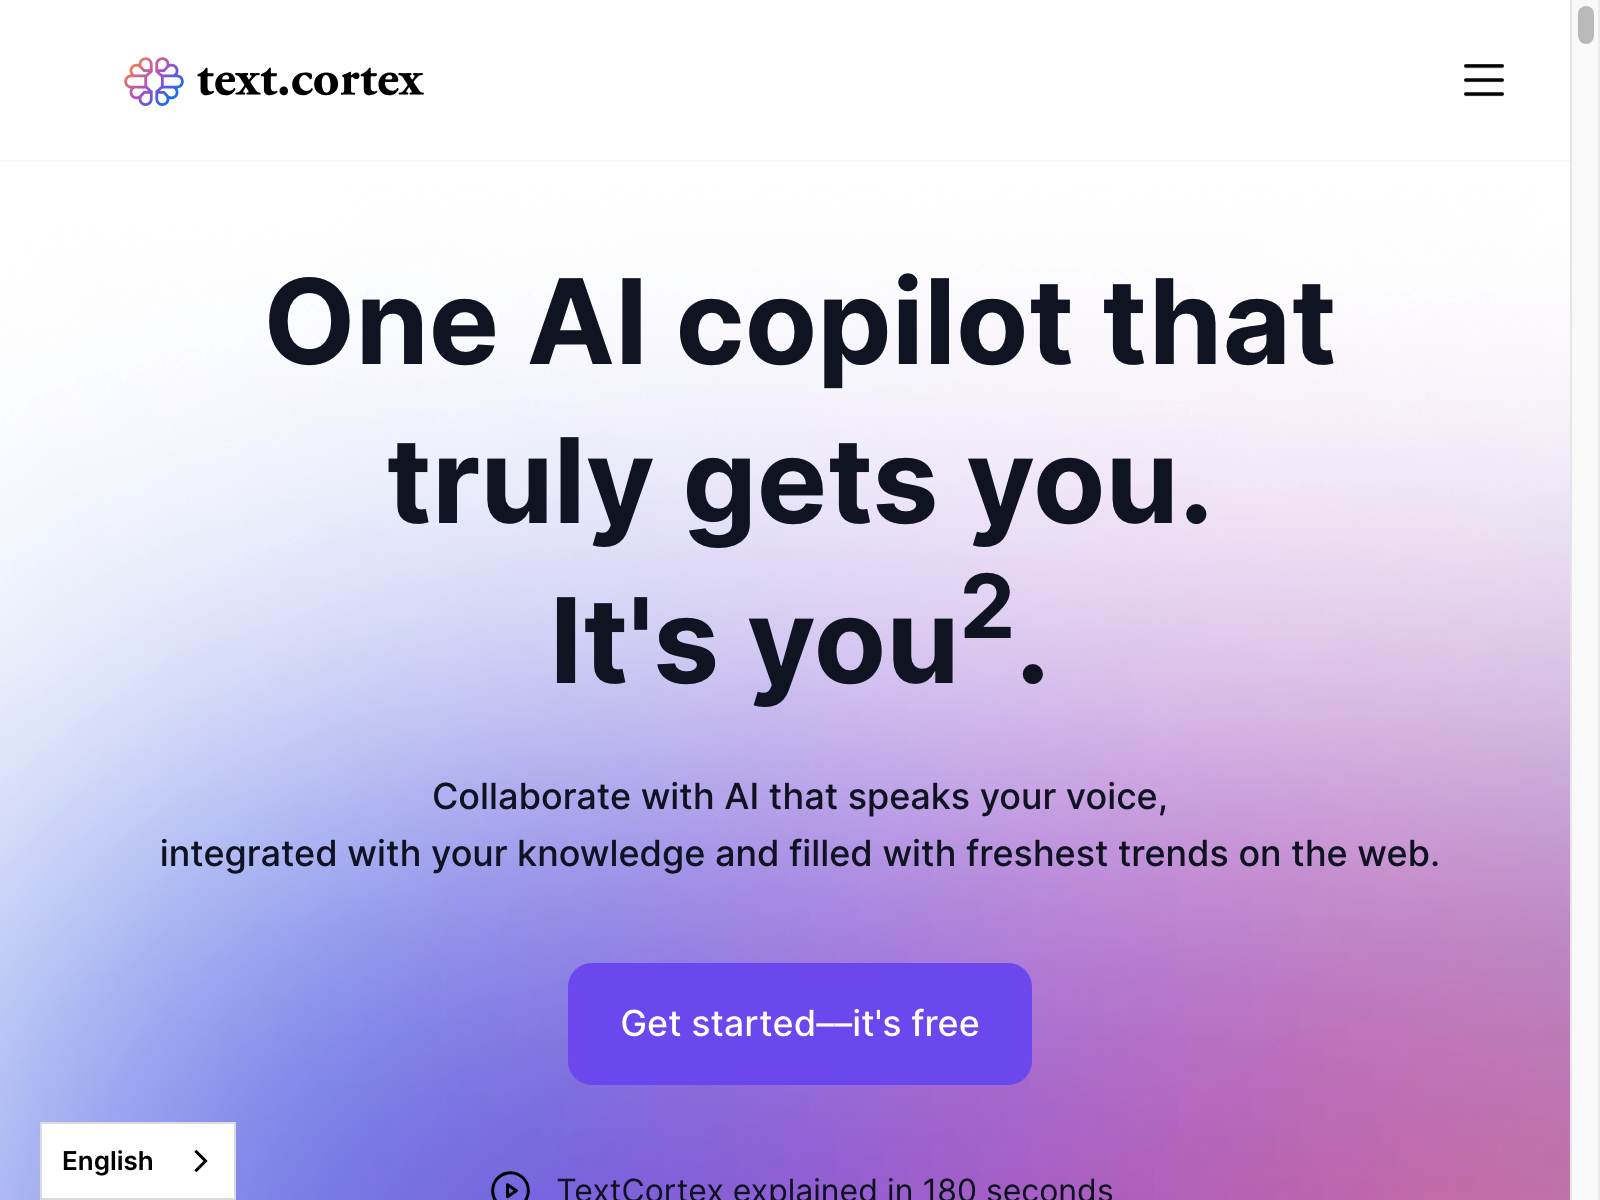 text.cortex
One AI copilot that
truly gets you.
It's you².
Collaborate with AI that speaks your voice,
integrated with your knowledge and filled with freshest trends on the web.
Get started—it's free
English
TextCortex explained in 180 seconds